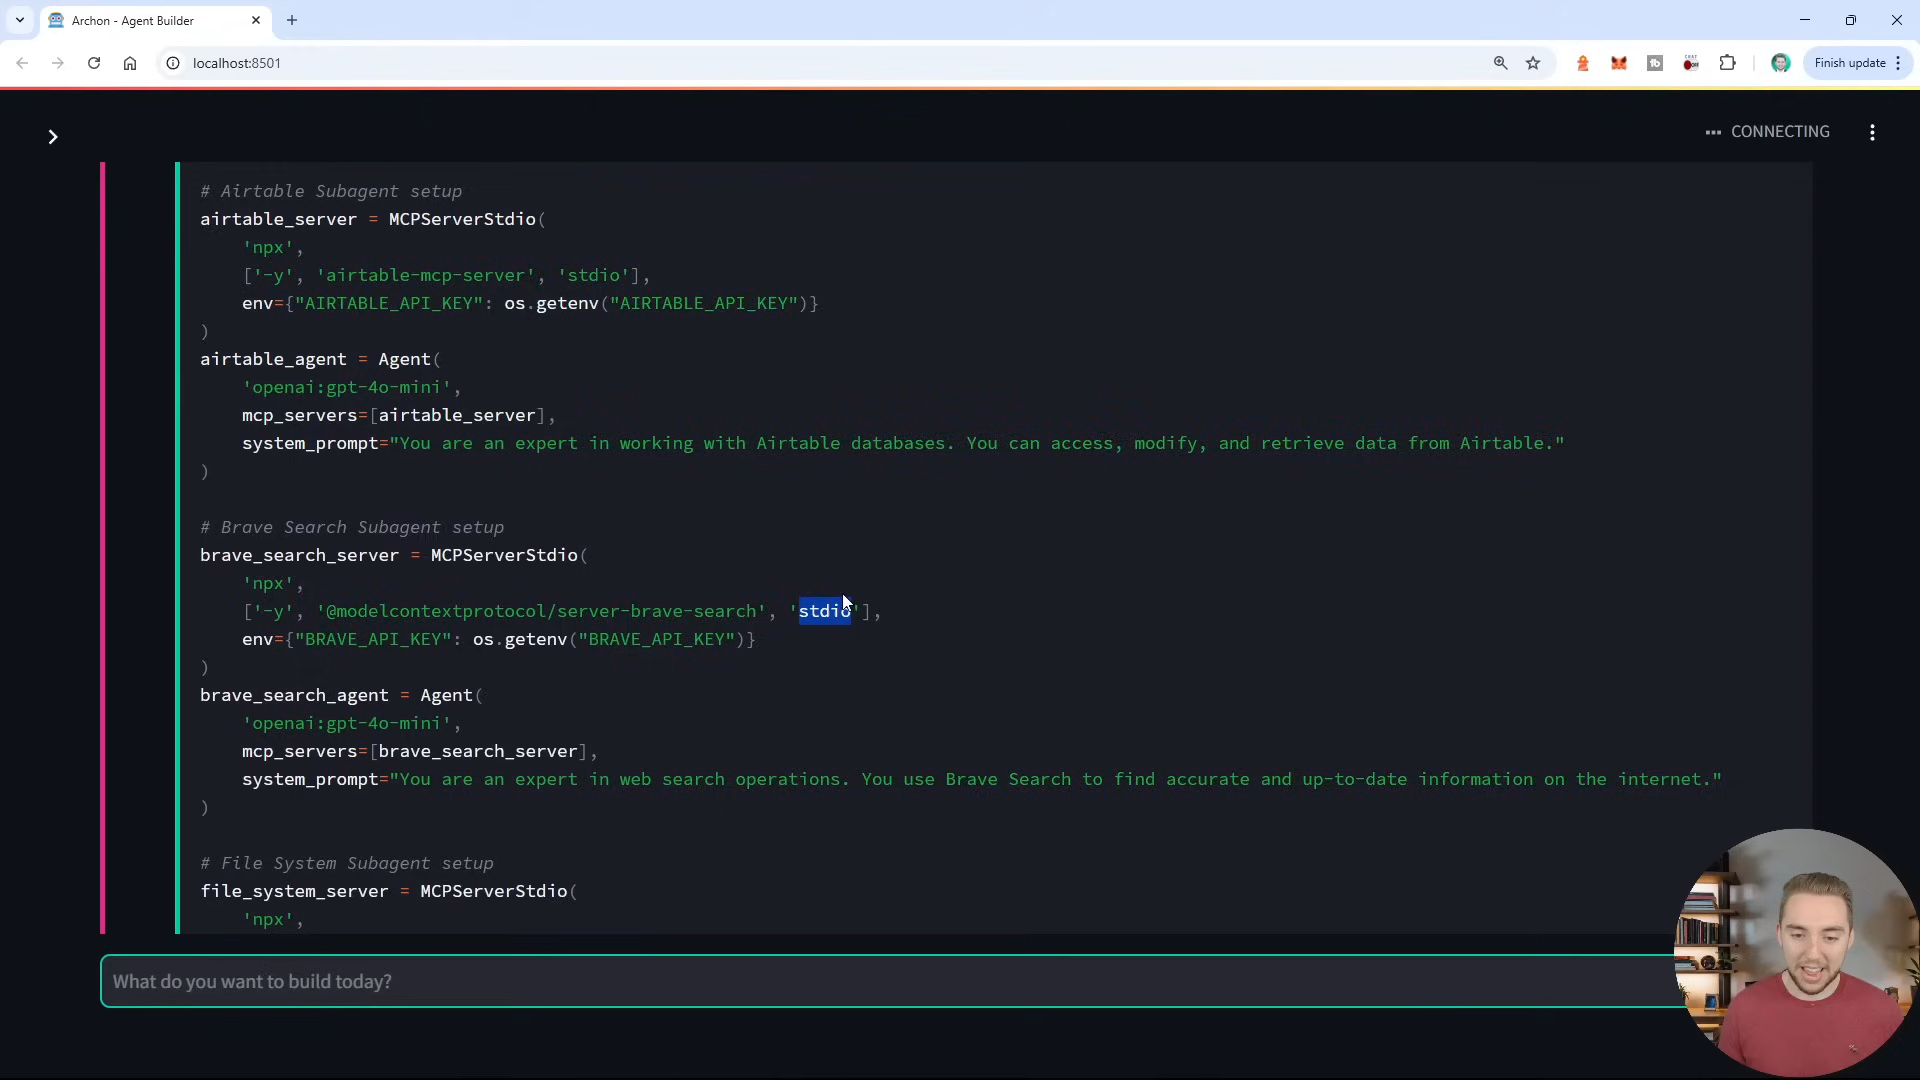 Archon - Agent Builder
localhost:8501
Finish update
CONNECTING
# Airtable Subagent setup
airtable_server = MCPServerStdio(
'npx',
['-y', 'airtable-mcp-server', 'stdio'],
env={"AIRTABLE_API_KEY": os.getenv("AIRTABLE_API_KEY")}
)
airtable_agent = Agent(
'openai:gpt-4o-mini',
mcp_servers=[airtable_server],
system_prompt="You are an expert in working with Airtable databases. You can access, modify, and retrieve data from Airtable."
)
# Brave Search Subagent setup
brave_search_server = MCPServerStdio(
'npx',
['-y', '@modelcontextprotocol/server-brave-search', 'stdio'],
env={"BRAVE_API_KEY": os.getenv("BRAVE_API_KEY")}
)
brave_search_agent = Agent(
'openai:gpt-4o-mini',
mcp_servers=[brave_search_server],
system_prompt="You are an expert in web search operations. You use Brave Search to find accurate and up-to-date information on the internet."
)
# File System Subagent setup
file_system_server = MCPServerStdio(
'npx',
What do you want to build today?